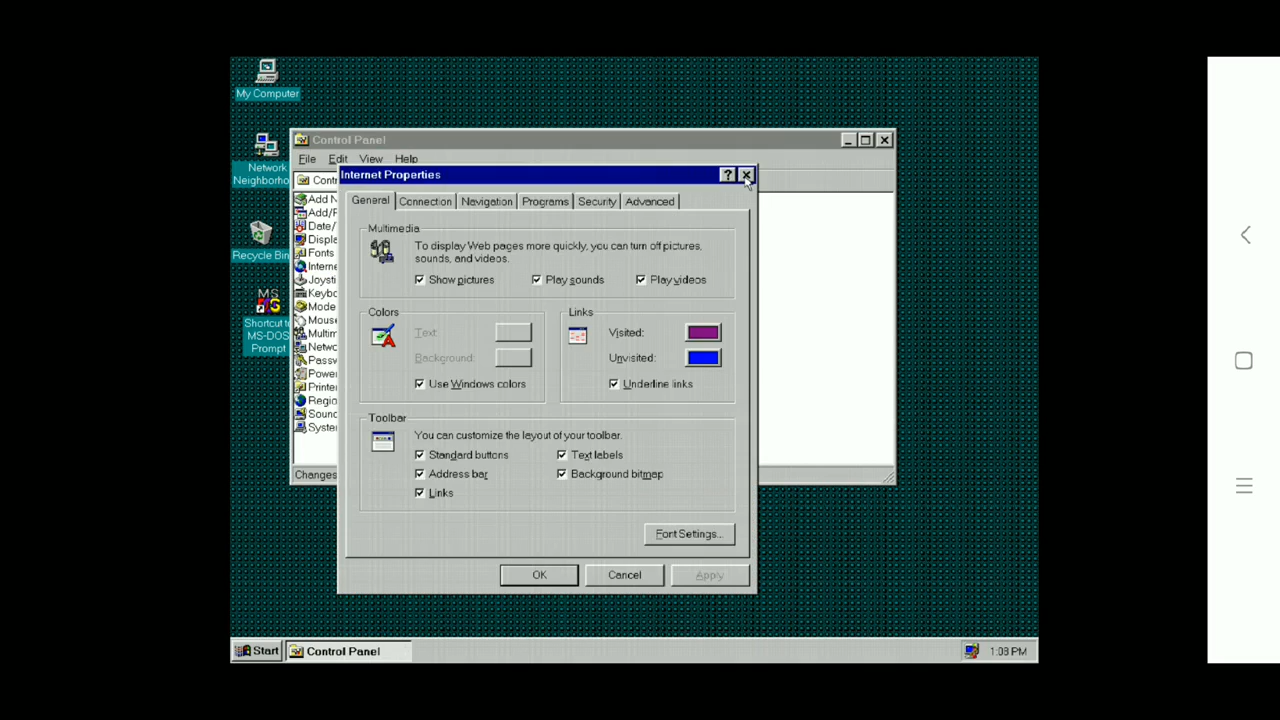 My Computer
Network
Neighborho
Recycle Bin
MS
Shortcut to
MS-DOS
Prompt
Control Panel
File Edit View Help
Contr
Internet Properties
General Connection Navigation Programs Security Advanced
Add N
Add/F
Date/
Displa
Fonts
Interne
Joysti
Keybo
Mode
Mouse
Multim
Netwo
Passw
Power
Printer
Regio
Soun
Syster
Changes
Multimedia
To display Web pages more quickly, you can turn off pictures,
sounds, and videos.
Show pictures Play sounds Play videos
Colors
Text:
Background:
Use Windows colors
Links
Visited:
Unvisited:
Underline links
Toolbar
You can customize the layout of your toolbar.
Standard buttons Text labels
Address bar Background bitmap
Links
Font Settings...
OK Cancel Apply
Start Control Panel 1:03 PM